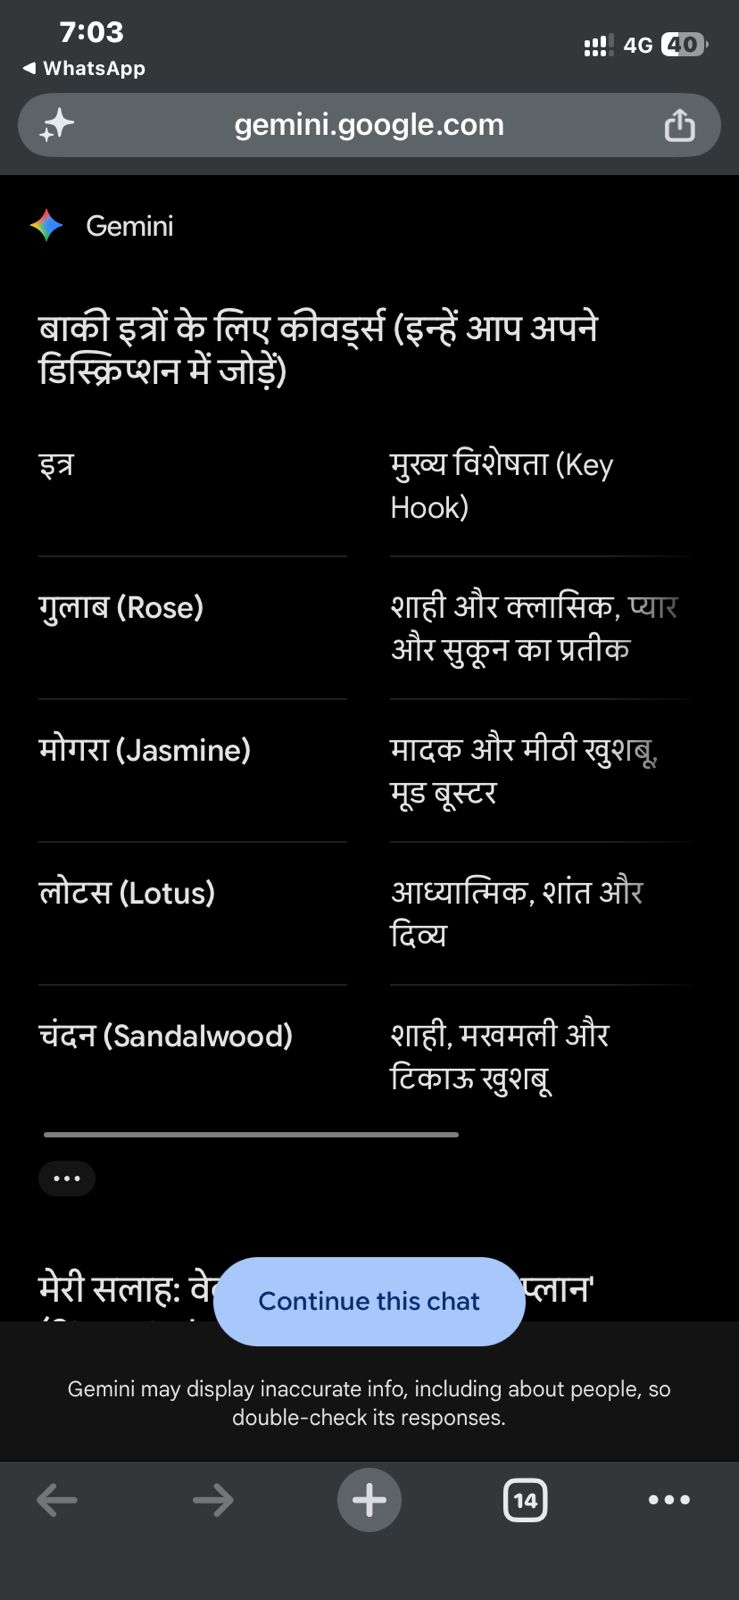 7:03
4G 40
◀ WhatsApp
gemini.google.com
Gemini
बाकी इत्रों के लिए कीवर्ड्स (इन्हें आप अपने
डिस्क्रिप्शन में जोड़ें)
इत्र
मुख्य विशेषता (Key
Hook)
गुलाब (Rose)
शाही और क्लासिक, प्यार
और सुकून का प्रतीक
मोगरा (Jasmine)
मादक और मीठी खुशबू,
मूड बूस्टर
लोटस (Lotus)
आध्यात्मिक, शांत और
दिव्य
चंदन (Sandalwood)
शाही, मखमली और
टिकाऊ खुशबू
मेरी सलाह: प्लान'
Continue this chat
Gemini may display inaccurate info, including about people, so
double-check its responses.
14